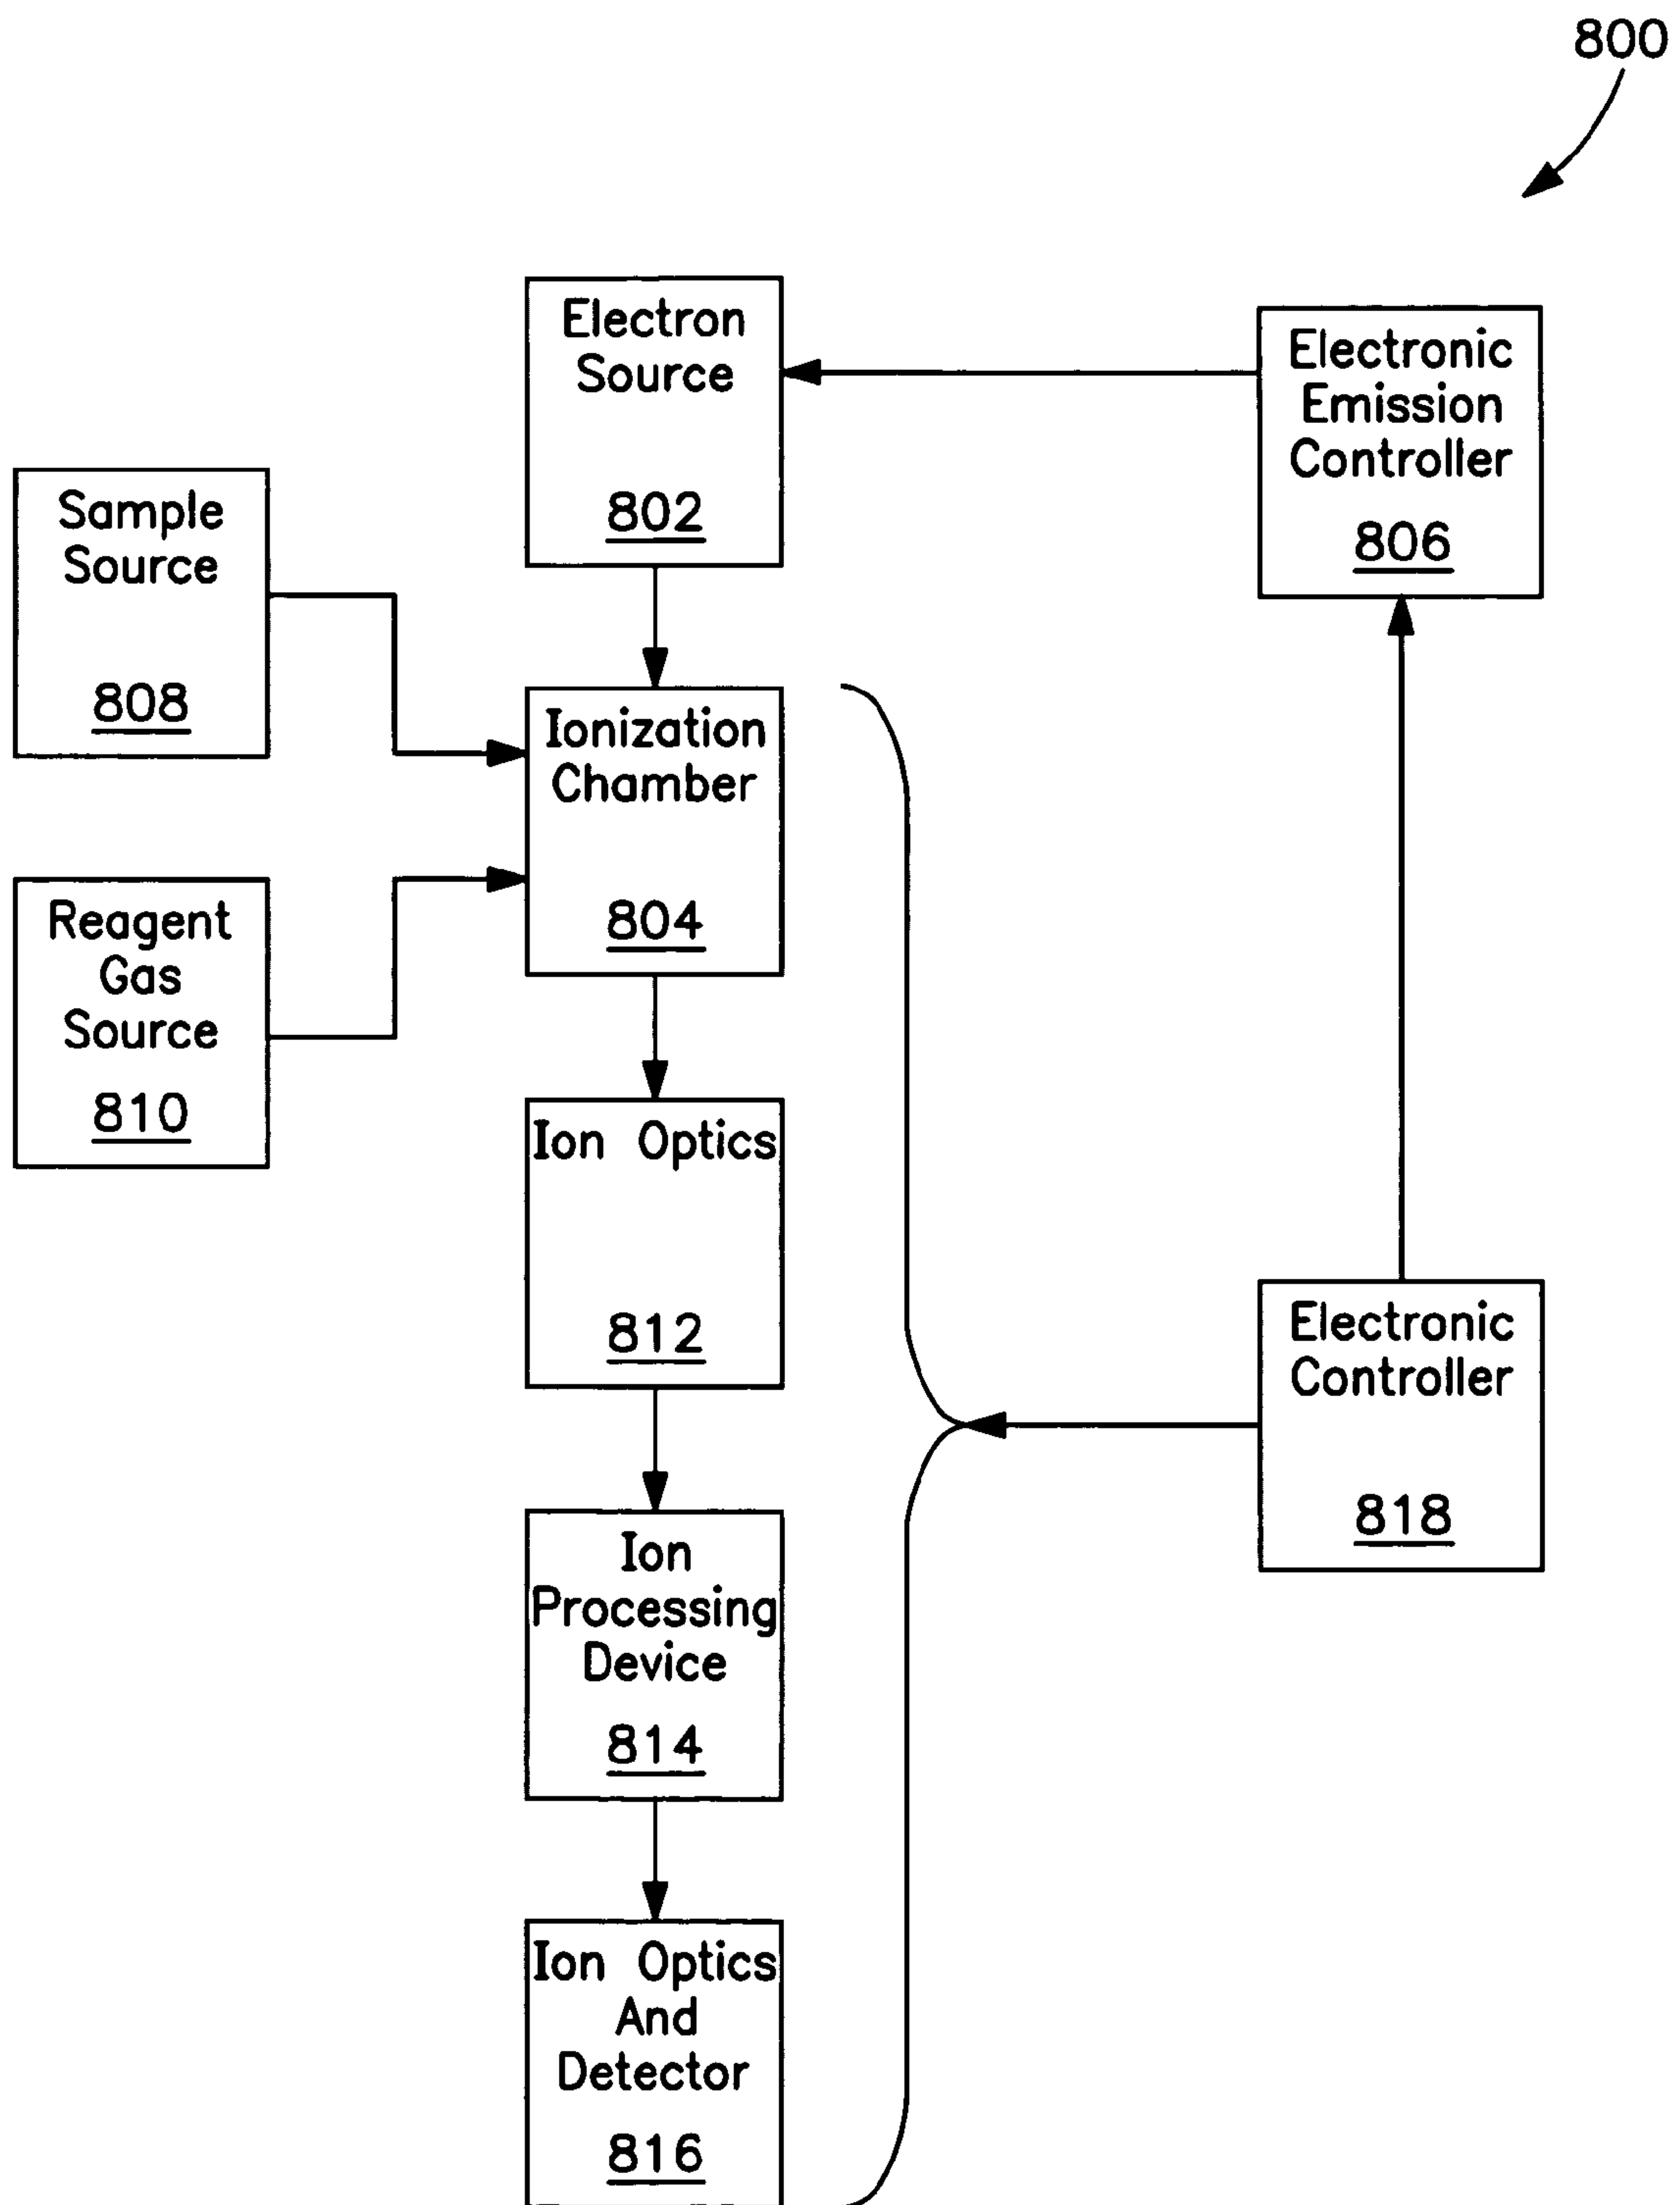 800
Electron
Source
802
Electronic
Emission
Controller
806
Sample
Source
808
Ionization
Chamber
804
Reagent
Gas
Source
810
Ion Optics
812
Electronic
Controller
818
Ion
Processing
Device
814
Ion Optics
And
Detector
816